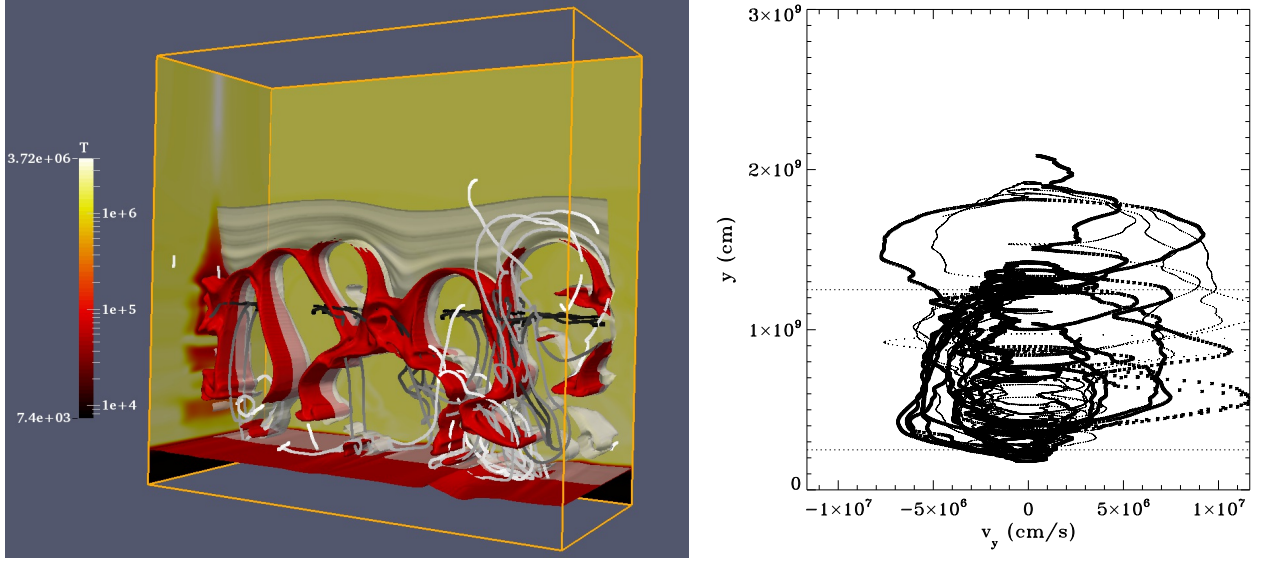 T
3.72e+06
1e+6
1e+5
1e+4
7.4e+03
3×10⁹
2×10⁹
1×10⁹
0
y (cm)
−1×10⁷ −5×10⁶ 0 5×10⁶ 1×10⁷
v_y (cm/s)